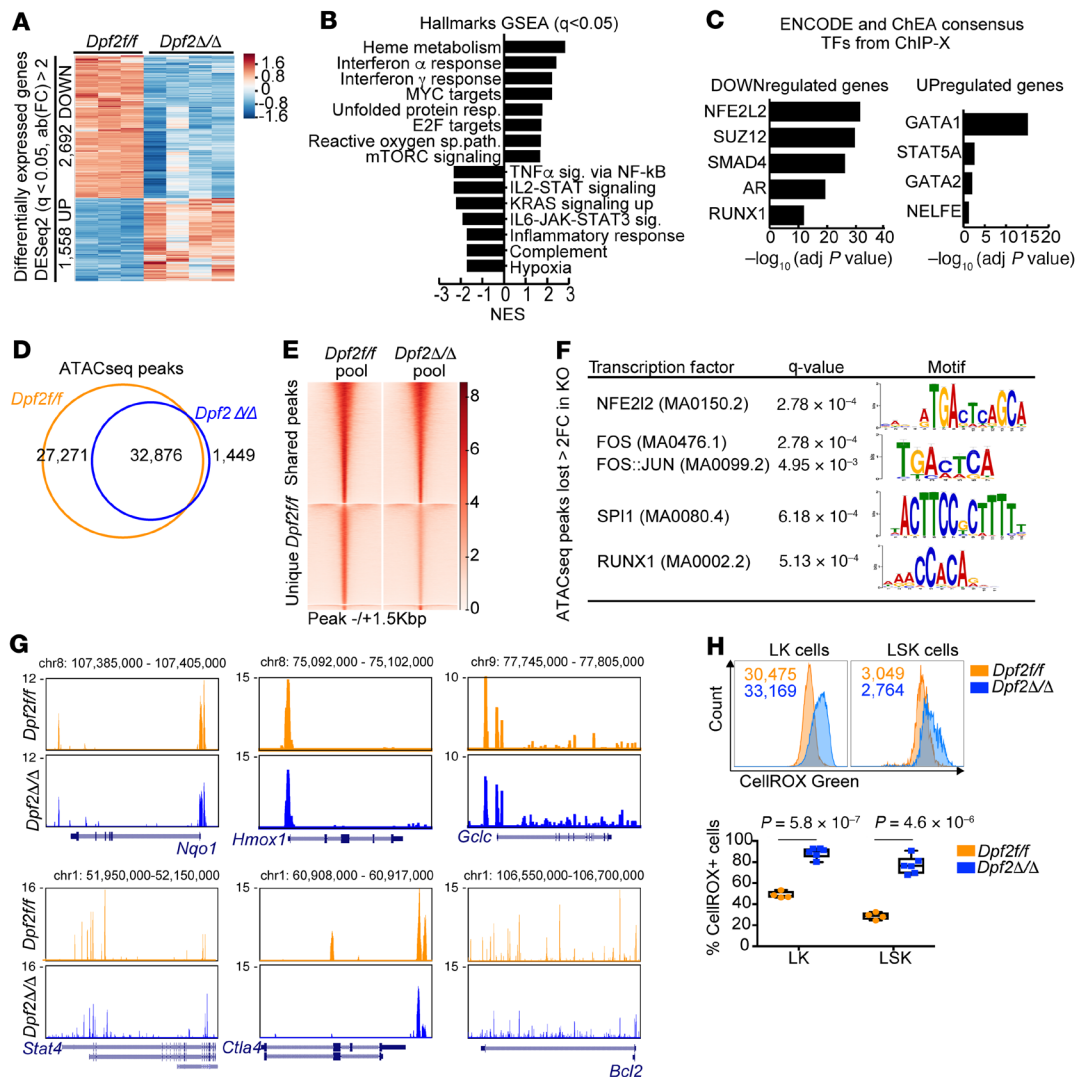 A
Dpf2f/f Dpf2Δ/Δ
Differentially expressed genes
DESeq2 (q < 0.05, ab(FC) > 2
2,692 DOWN
1,558 UP
1.6
0.8
0
-0.8
-1.6
B
Hallmarks GSEA (q<0.05)
Heme metabolism
Interferon α response
Interferon γ response
MYC targets
Unfolded protein resp.
E2F targets
Reactive oxygen sp.path.
mTORC signaling
TNFα sig. via NF-kB
IL2-STAT signaling
KRAS signaling up
IL6-JAK-STAT3 sig.
Inflammatory response
Complement
Hypoxia
-3 -2 -1 0 1 2 3
NES
C
ENCODE and ChEA consensus
TFs from ChIP-X
DOWNregulated genes
NFE2L2
SUZ12
SMAD4
AR
RUNX1
0 10 20 30 40
–log10 (adj P value)
UPregulated genes
GATA1
STAT5A
GATA2
NELFE
0 5 10 15 20
–log10 (adj P value)
D
ATACseq peaks
Dpf2f/f
Dpf2 Δ/Δ
27,271 32,876 1,449
E
Dpf2f/f Dpf2Δ/Δ
pool pool
Shared peaks
Unique Dpf2f/f
8
6
4
-2
-0
Peak -/+1.5Kbp
F
ATACseq peaks lost > 2FC in KO
Transcription factor q-value Motif
NFE2l2 (MA0150.2) 2.78 × 10–4
FOS (MA0476.1) 2.78 × 10–4
FOS::JUN (MA0099.2) 4.95 × 10–3
SPI1 (MA0080.4) 6.18 × 10–4
RUNX1 (MA0002.2) 5.13 × 10–4
G
chr8: 107,385,000 - 107,405,000
12 -
Dpf2f/f
12 -
Dpf2Δ/Δ
Nqo1
chr8: 75,092,000 - 75,102,000
15 -
15 -
Hmox1
chr9: 77,745,000 - 77,805,000
10 -
10 -
Gclc
chr1: 51,950,000-52,150,000
16 -
Dpf2f/f
16 -
Dpf2Δ/Δ
Stat4
chr1: 60,908,000 - 60,917,000
15 -
15 -
Ctla4
chr1: 106,550,000-106,700,000
15 -
15 -
Bcl2
H
LK cells LSK cells
30,475
33,169
3,049
2,764
Dpf2f/f
Dpf2Δ/Δ
Count
CellROX Green
P = 5.8 × 10–7 P = 4.6 × 10–6
% CellROX+ cells
100
80
60
40
20
0
LK LSK
Dpf2f/f
Dpf2Δ/Δ